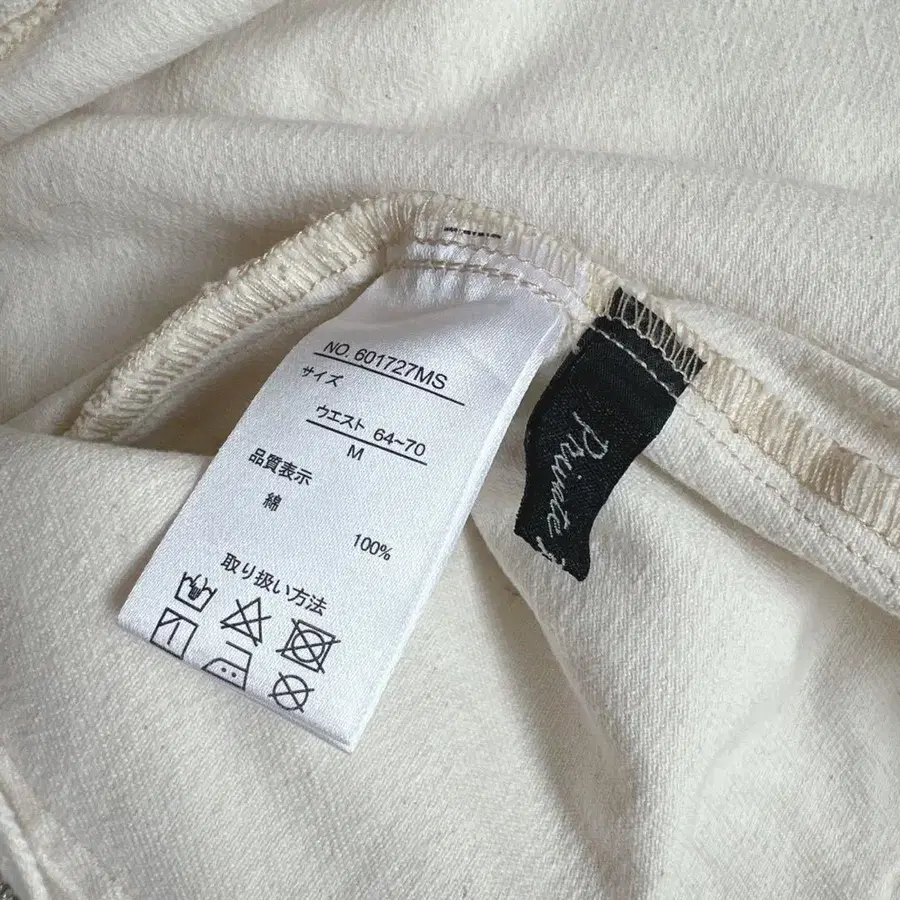 NO. 601727MS
サイズ
ウエスト 64~70
M
品質表示
綿
100%
取り扱い方法
Private